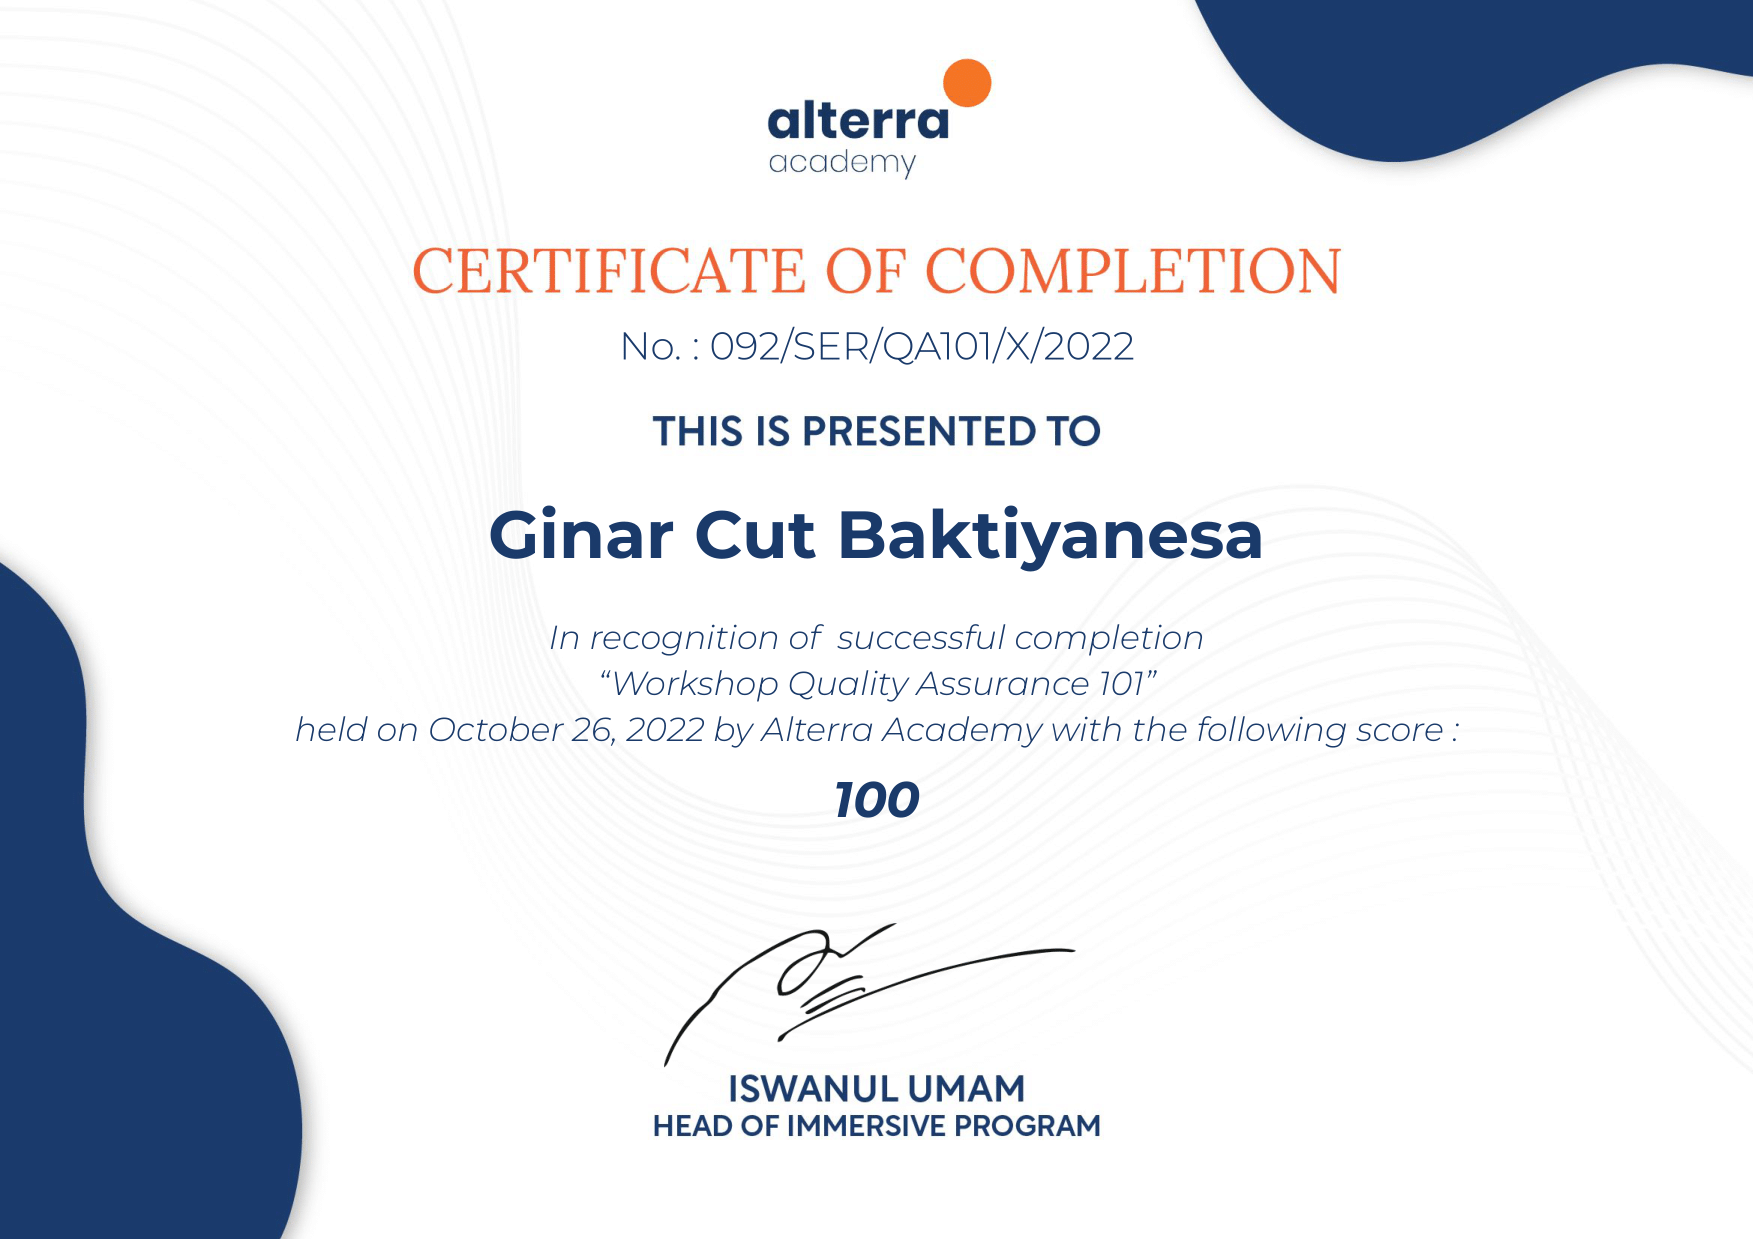 alterra
academy
CERTIFICATE OF COMPLETION
No. : 092/SER/QA101/X/2022
THIS IS PRESENTED TO
Ginar Cut Baktiyanesa
In recognition of  successful completion
“Workshop Quality Assurance 101”
held on October 26, 2022 by Alterra Academy with the following score :
100
ISWANUL UMAM
HEAD OF IMMERSIVE PROGRAM